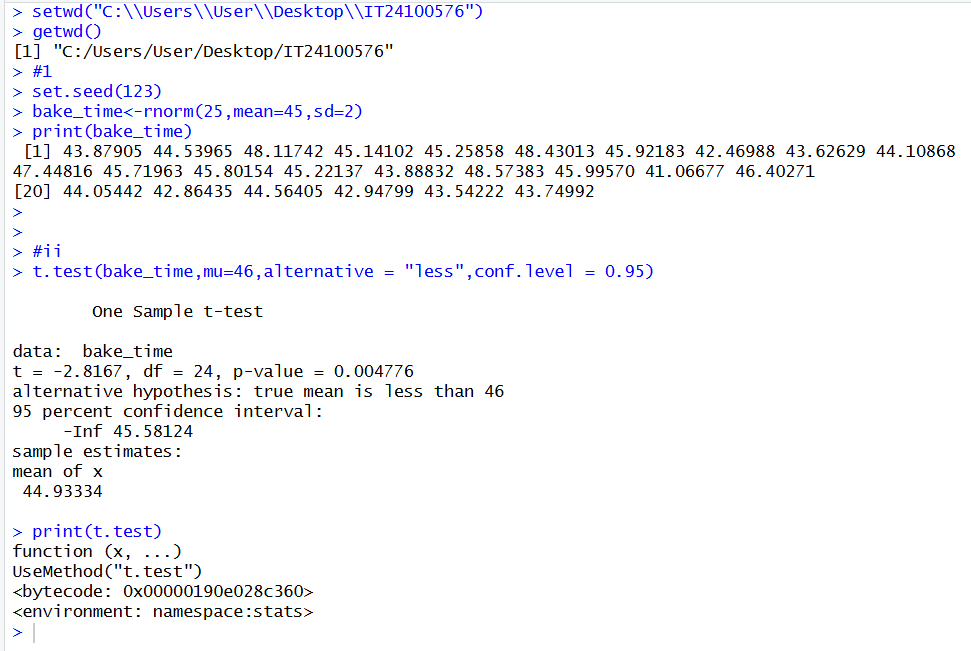 > setwd("C:\\Users\\User\\Desktop\\IT24100576")
> getwd()
[1] "C:/Users/User/Desktop/IT24100576"
> #1
> set.seed(123)
> bake_time<-rnorm(25,mean=45,sd=2)
> print(bake_time)
 [1] 43.87905 44.53965 48.11742 45.14102 45.25858 48.43013 45.92183 42.46988 43.62629 44.10868
47.44816 45.71963 45.80154 45.22137 43.88832 48.57383 45.99570 41.06677 46.40271
[20] 44.05442 42.86435 44.56405 42.94799 43.54222 43.74992
>
>
> #ii
> t.test(bake_time,mu=46,alternative = "less",conf.level = 0.95)
        One Sample t-test
data:  bake_time
t = -2.8167, df = 24, p-value = 0.004776
alternative hypothesis: true mean is less than 46
95 percent confidence interval:
     -Inf 45.58124
sample estimates:
mean of x
 44.93334
> print(t.test)
function (x, ...)
UseMethod("t.test")
<bytecode: 0x00000190e028c360>
<environment: namespace:stats>
>